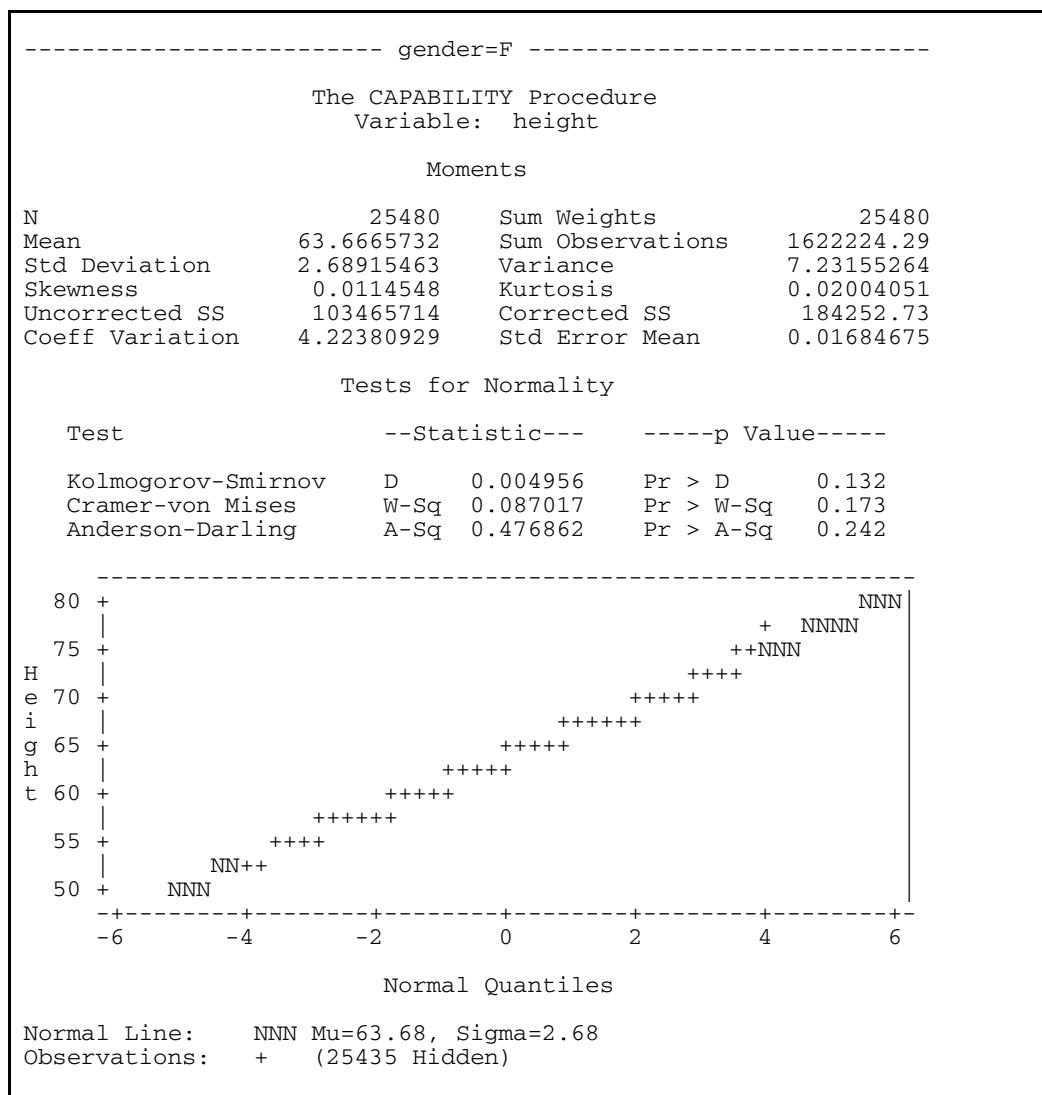 -------------------------- gender=F ----------------------------
The CAPABILITY Procedure
Variable:  height
Moments
N                       25480    Sum Weights              25480
Mean               63.6665732    Sum Observations    1622224.29
Std Deviation      2.68915463    Variance            7.23155264
Skewness            0.0114548    Kurtosis            0.02004051
Uncorrected SS      103465714    Corrected SS         184252.73
Coeff Variation    4.22380929    Std Error Mean      0.01684675
Tests for Normality
Test                  --Statistic---    -----p Value-----
Kolmogorov-Smirnov    D     0.004956    Pr > D      0.132
Cramer-von Mises      W-Sq  0.087017    Pr > W-Sq   0.173
Anderson-Darling      A-Sq  0.476862    Pr > A-Sq   0.242
     --------------------------------------------------------
  80 +                                                    NNN|
     |                                             +  NNNN   |
  75 +                                           ++NNN       |
H    |                                        ++++           |
e 70 +                                    +++++              |
i    |                               ++++++                  |
g 65 +                           +++++                       |
h    |                       +++++                           |
t 60 +                   +++++                               |
     |              ++++++                                   |
  55 +           ++++                                        |
     |       NN++                                            |
  50 +    NNN                                                |
     -+--------+--------+--------+--------+--------+--------+-
     -6       -4       -2        0        2        4        6
Normal Quantiles
Normal Line:    NNN Mu=63.68, Sigma=2.68
Observations:   +   (25435 Hidden)